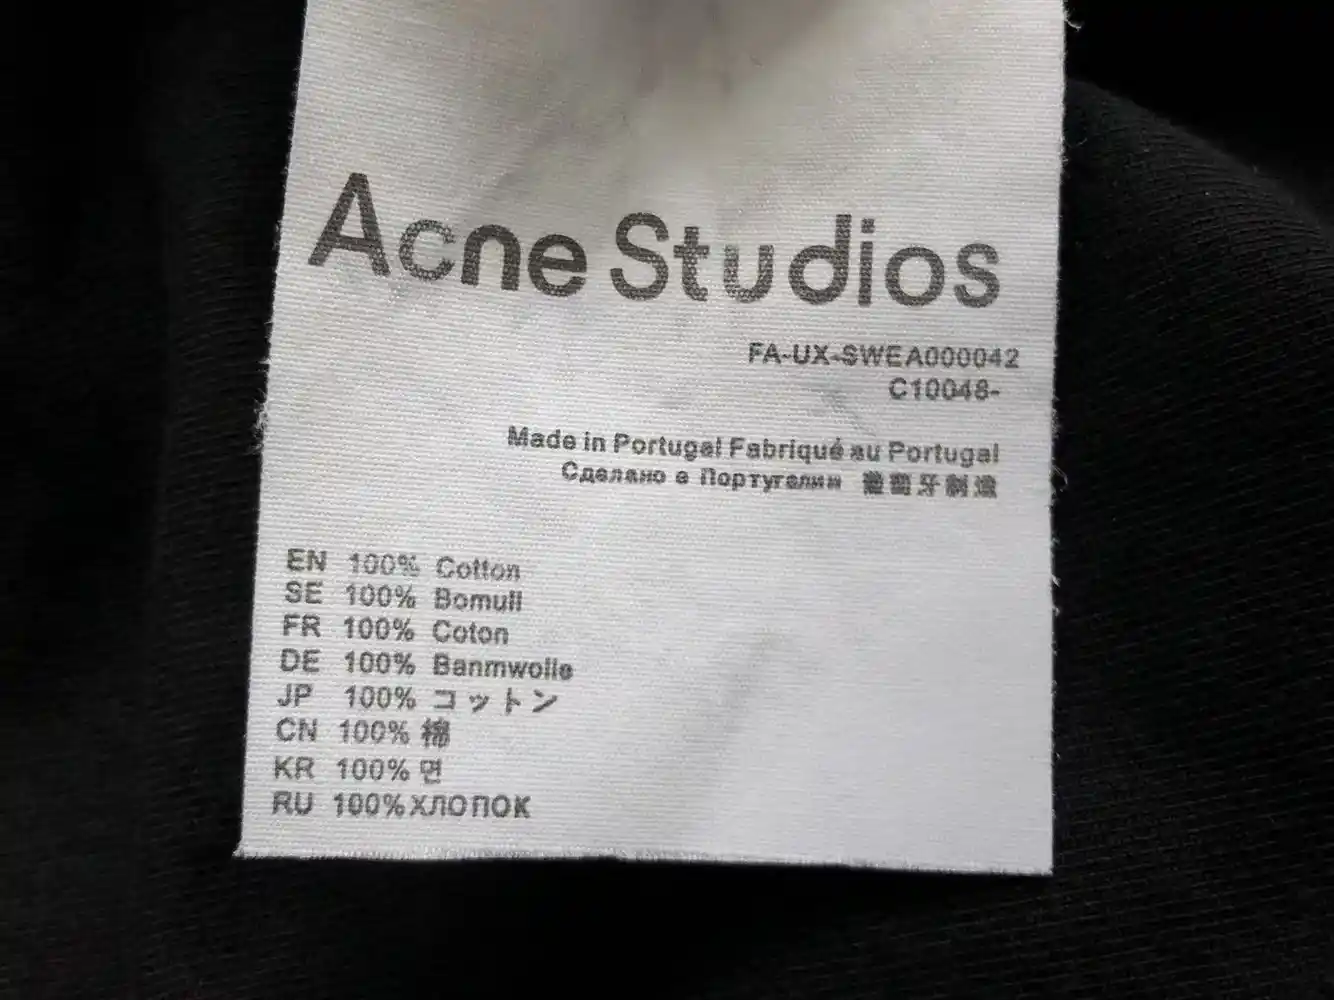 Acne Studios
FA-UX-SWEA000042
C10048-
Made in Portugal Fabriqué au Portugal
Сделано в Португалии 葡萄牙制造
EN 100% Cotton
SE 100% Bomull
FR 100% Coton
DE 100% Banmwolle
JP 100% コットン
CN 100% 棉
KR 100% 면
RU 100% ХЛОПОК